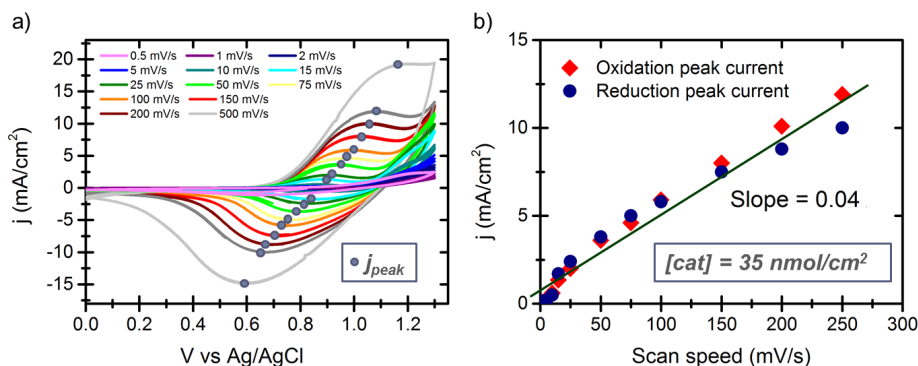 a)
b)
0.5 mV/s 1 mV/s 2 mV/s
5 mV/s 10 mV/s 15 mV/s
25 mV/s 50 mV/s 75 mV/s
100 mV/s 150 mV/s
200 mV/s 500 mV/s
20
15
10
5
0
-5
-10
-15
j (mA/cm²)
j_peak
0.0 0.2 0.4 0.6 0.8 1.0 1.2
V vs Ag/AgCl
15
10
5
0
j (mA/cm²)
Oxidation peak current
Reduction peak current
Slope = 0.04
[cat] = 35 nmol/cm²
25 50 75 100 150 200 250 300
Scan speed (mV/s)